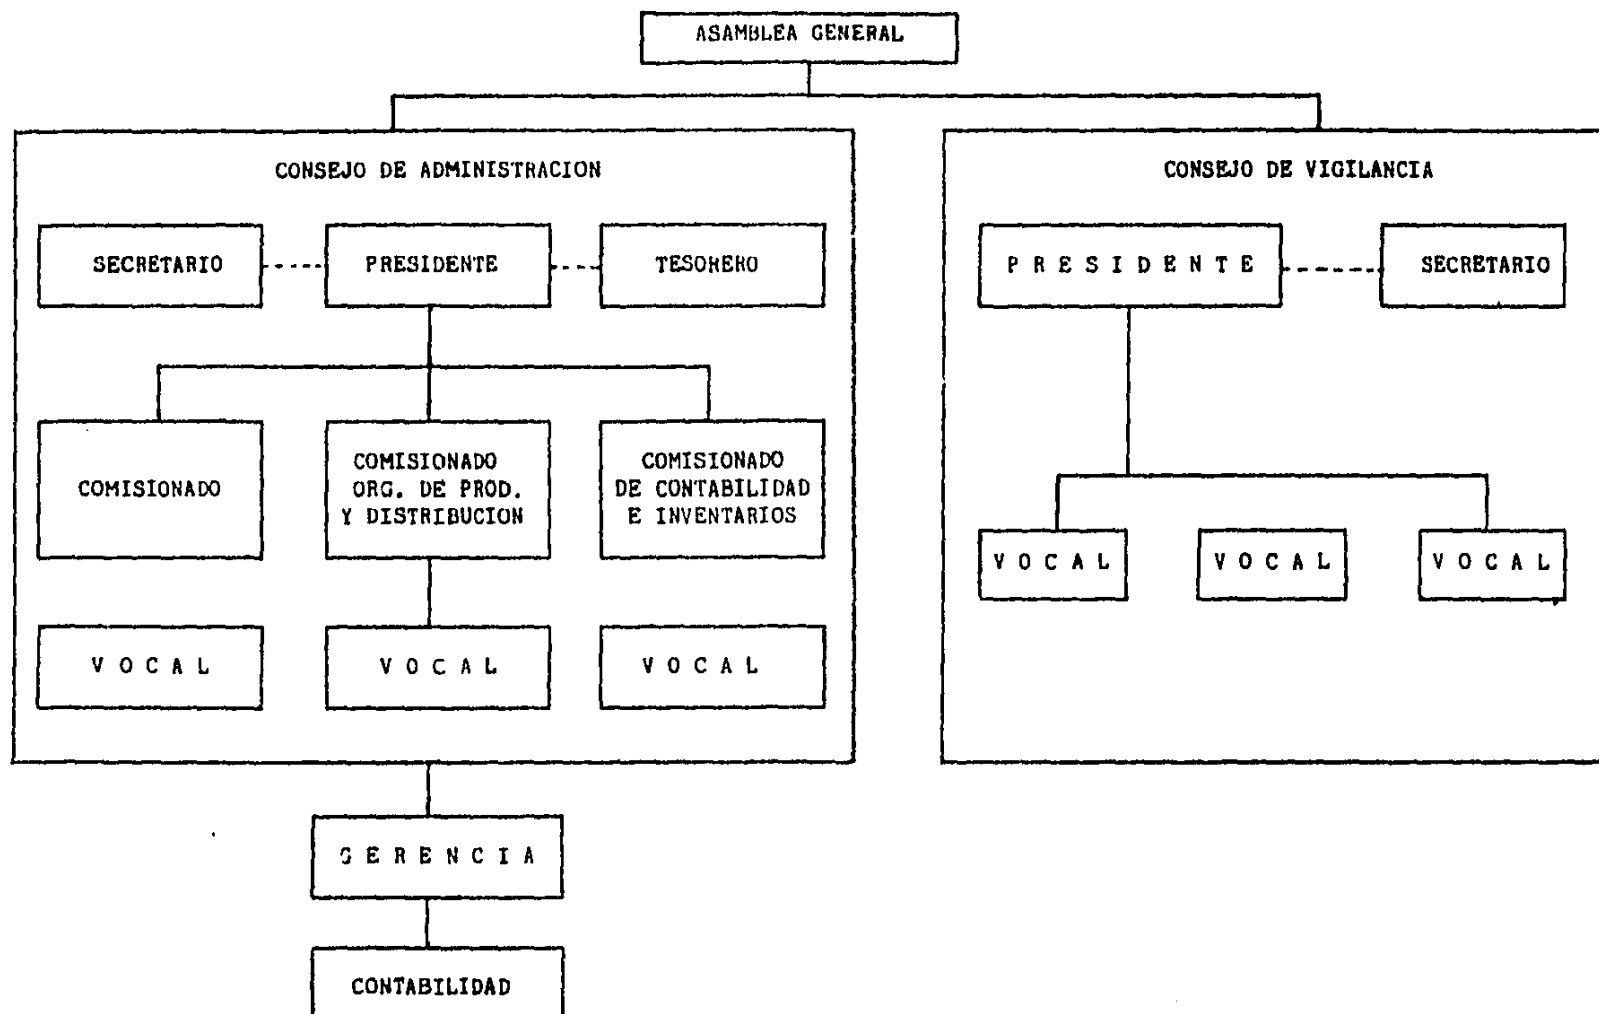 ASAMBLEA GENERAL
CONSEJO DE ADMINISTRACION
SECRETARIO
PRESIDENTE
TESORERO
COMISIONADO
COMISIONADO
ORG. DE PROD.
Y DISTRIBUCION
COMISIONADO
DE CONTABILIDAD
E INVENTARIOS
V O C A L
V O C A L
V O C A L
CONSEJO DE VIGILANCIA
P R E S I D E N T E
SECRETARIO
V O C A L
V O C A L
V O C A L
G E R E N C I A
CONTABILIDAD